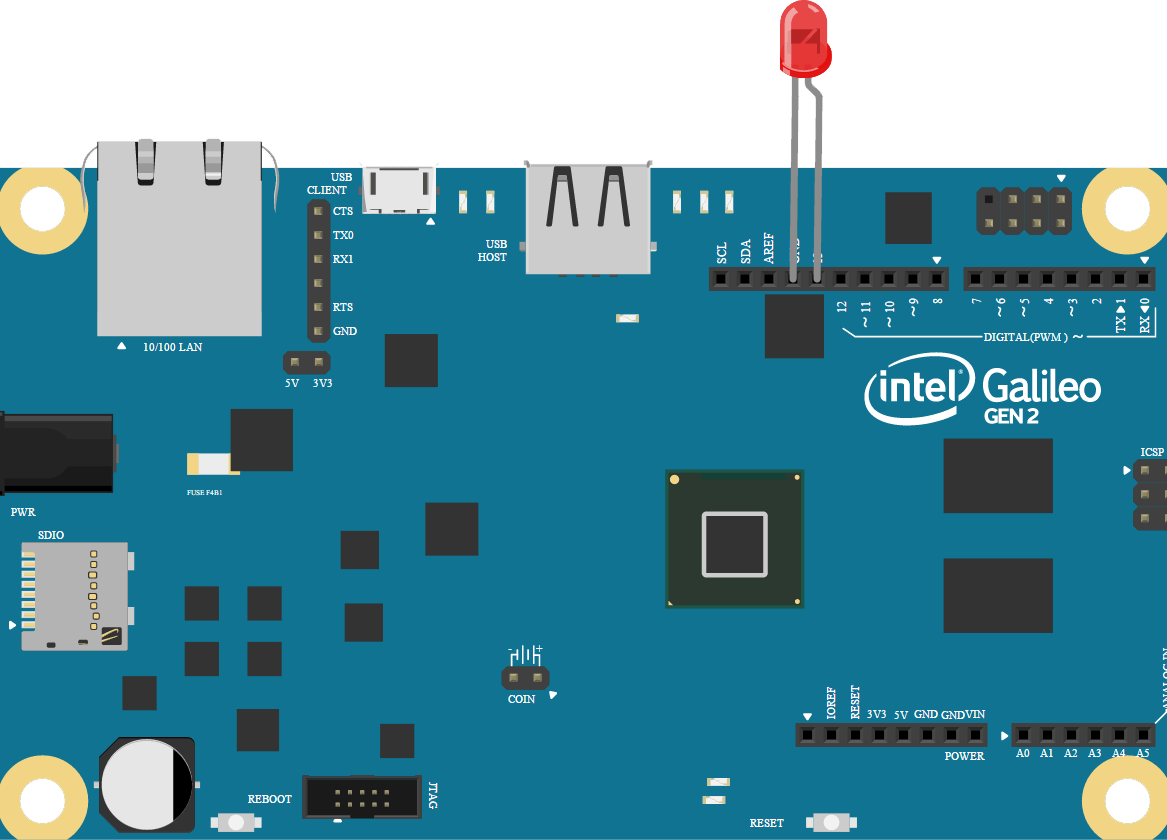 USB
CLIENT
CTS
TX0
RX1
RTS
GND
5V 3V3
10/100 LAN
USB
HOST
SCL
SDA
AREF
12
~ 11
~ 10
~ 9
8
7
~ 6
~ 5
4
~ 3
2
TX 1
RX 0
DIGITAL(PWM ) ~
intel® Galileo
GEN 2
ICSP
FUSE F4B1
PWR
SDIO
- +
COIN
IOREF
RESET
3V3 5V GND GND VIN
POWER
ANALOG IN
A0 A1 A2 A3 A4 A5
REBOOT
JTAG
RESET